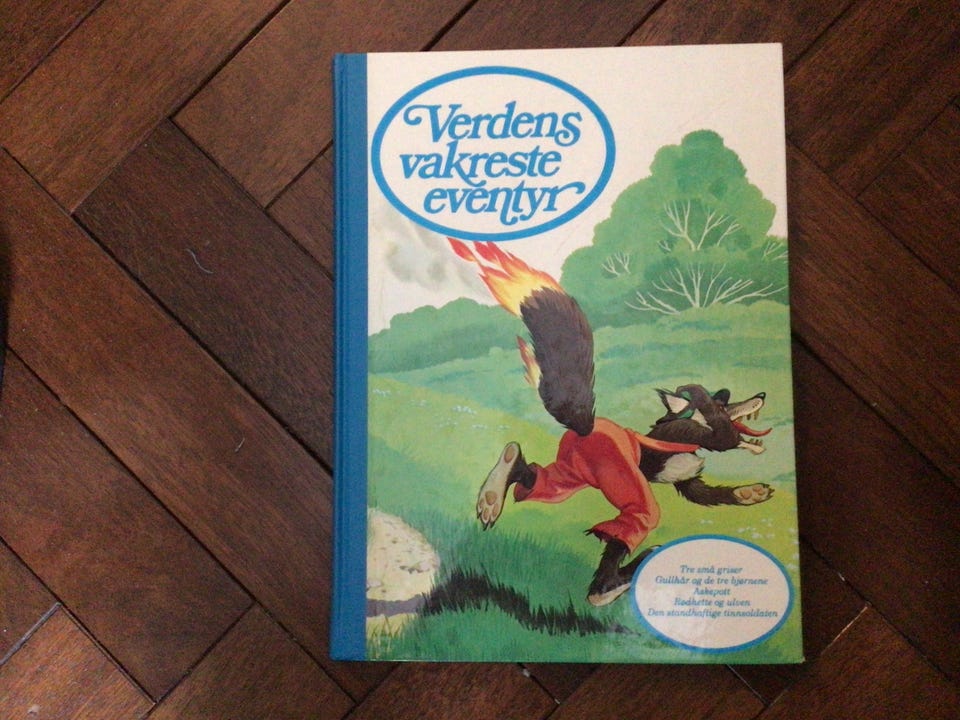 Verdens
vakreste
eventyr
Tre små griser
Gullhår og de tre bjørnene
Askepott
Rødhette og ulven
Den standhaftige tinnsoldaten